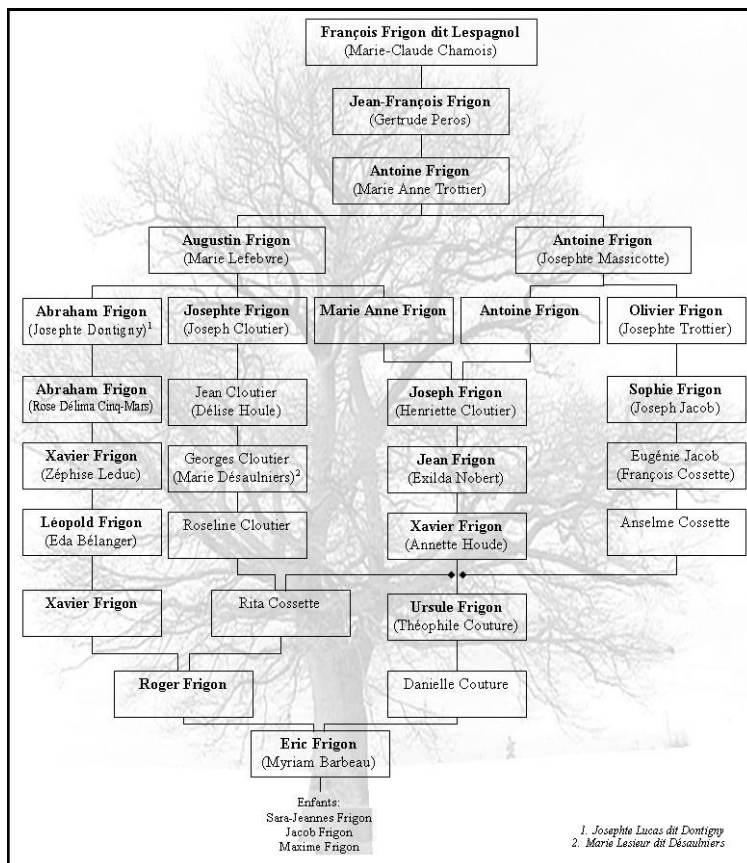 François Frigon dit Lespagnol
(Marie-Claude Chamois)
Jean-François Frigon
(Gertrude Peros)
Antoine Frigon
(Marie Anne Trottier)
Augustin Frigon
(Marie Lefebvre)
Antoine Frigon
(Josephte Massicotte)
Abraham Frigon
(Josephte Dontigny)1
Josephte Frigon
(Joseph Cloutier)
Marie Anne Frigon
Antoine Frigon
Olivier Frigon
(Josephte Trottier)
Abraham Frigon
(Rose Délima Cinq-Mars)
Jean Cloutier
(Délise Houle)
Joseph Frigon
(Henriette Cloutier)
Sophie Frigon
(Joseph Jacob)
Xavier Frigon
(Zéphise Leduc)
Georges Cloutier
(Marie Désaulniers)2
Jean Frigon
(Exilda Nobert)
Eugénie Jacob
(François Cossette)
Léopold Frigon
(Eda Bélanger)
Roseline Cloutier
Xavier Frigon
(Annette Houde)
Anselme Cossette
Xavier Frigon
Rita Cossette
Ursule Frigon
(Théophile Couture)
Roger Frigon
Danielle Couture
Eric Frigon
(Myriam Barbeau)
Enfants:
Sara-Jeannes Frigon
Jacob Frigon
Maxime Frigon
1. Josephte Lucas dit Dontigny
2. Marie Lesieur dit Désaulniers